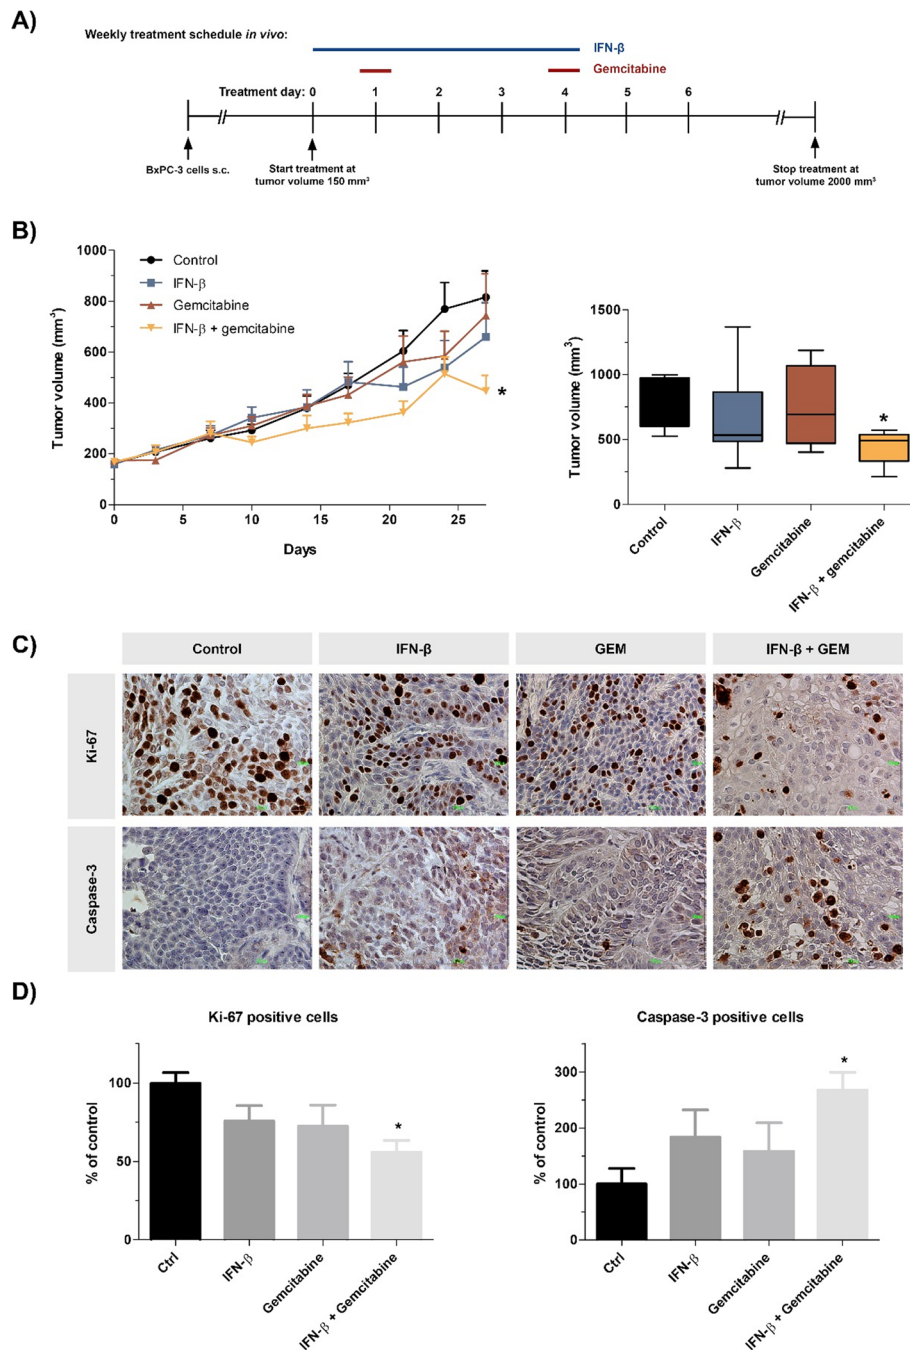 A)
Weekly treatment schedule in vivo:
IFN-β
Gemcitabine
Treatment day: 0 1 2 3 4 5 6
BxPC-3 cells s.c.
Start treatment at
tumor volume 150 mm³
Stop treatment at
tumor volume 2000 mm³
B)
Tumor volume (mm³)
1000
800
600
400
200
0
Control
IFN-β
Gemcitabine
IFN-β + gemcitabine
*
0 5 10 15 20 25
Days
Tumor volume (mm³)
1500
1000
500
0
*
Control
IFN-β
Gemcitabine
IFN-β + gemcitabine
C)
Control IFN-β GEM IFN-β + GEM
Ki-67
Caspase-3
D)
Ki-67 positive cells
% of control
100
50
0
*
Ctrl
IFN-β
Gemcitabine
IFN-β + Gemcitabine
Caspase-3 positive cells
% of control
300
200
100
0
*
Ctrl
IFN-β
Gemcitabine
IFN-β + Gemcitabine